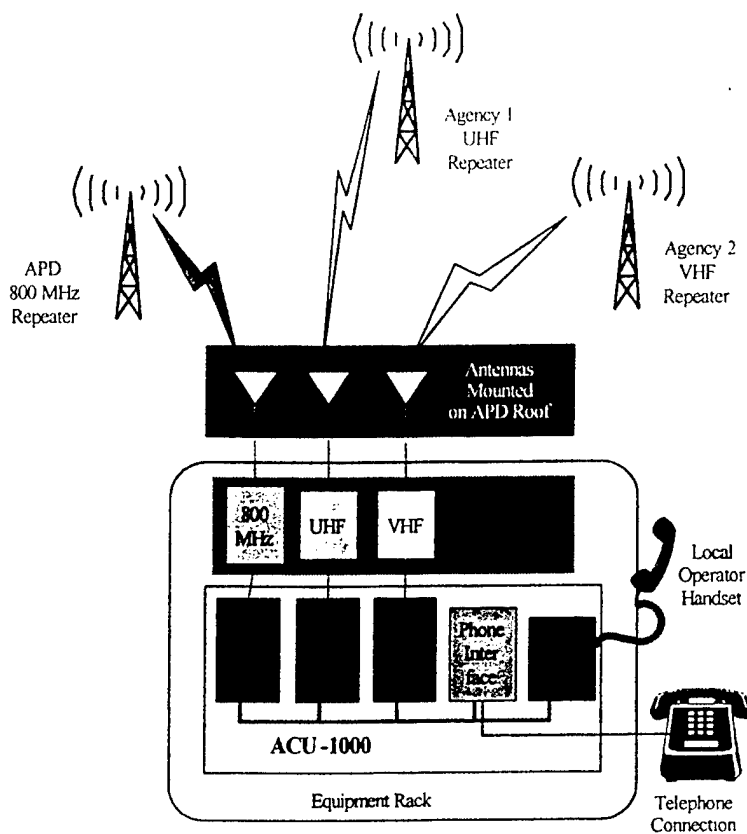 Agency 1
UHF
Repeater
APD
800 MHz
Repeater
Agency 2
VHF
Repeater
Antennas
Mounted
on APD Roof
800
MHz
UHF
VHF
Local
Operator
Handset
Phone
Inter
face
ACU-1000
Equipment Rack
Telephone
Connection